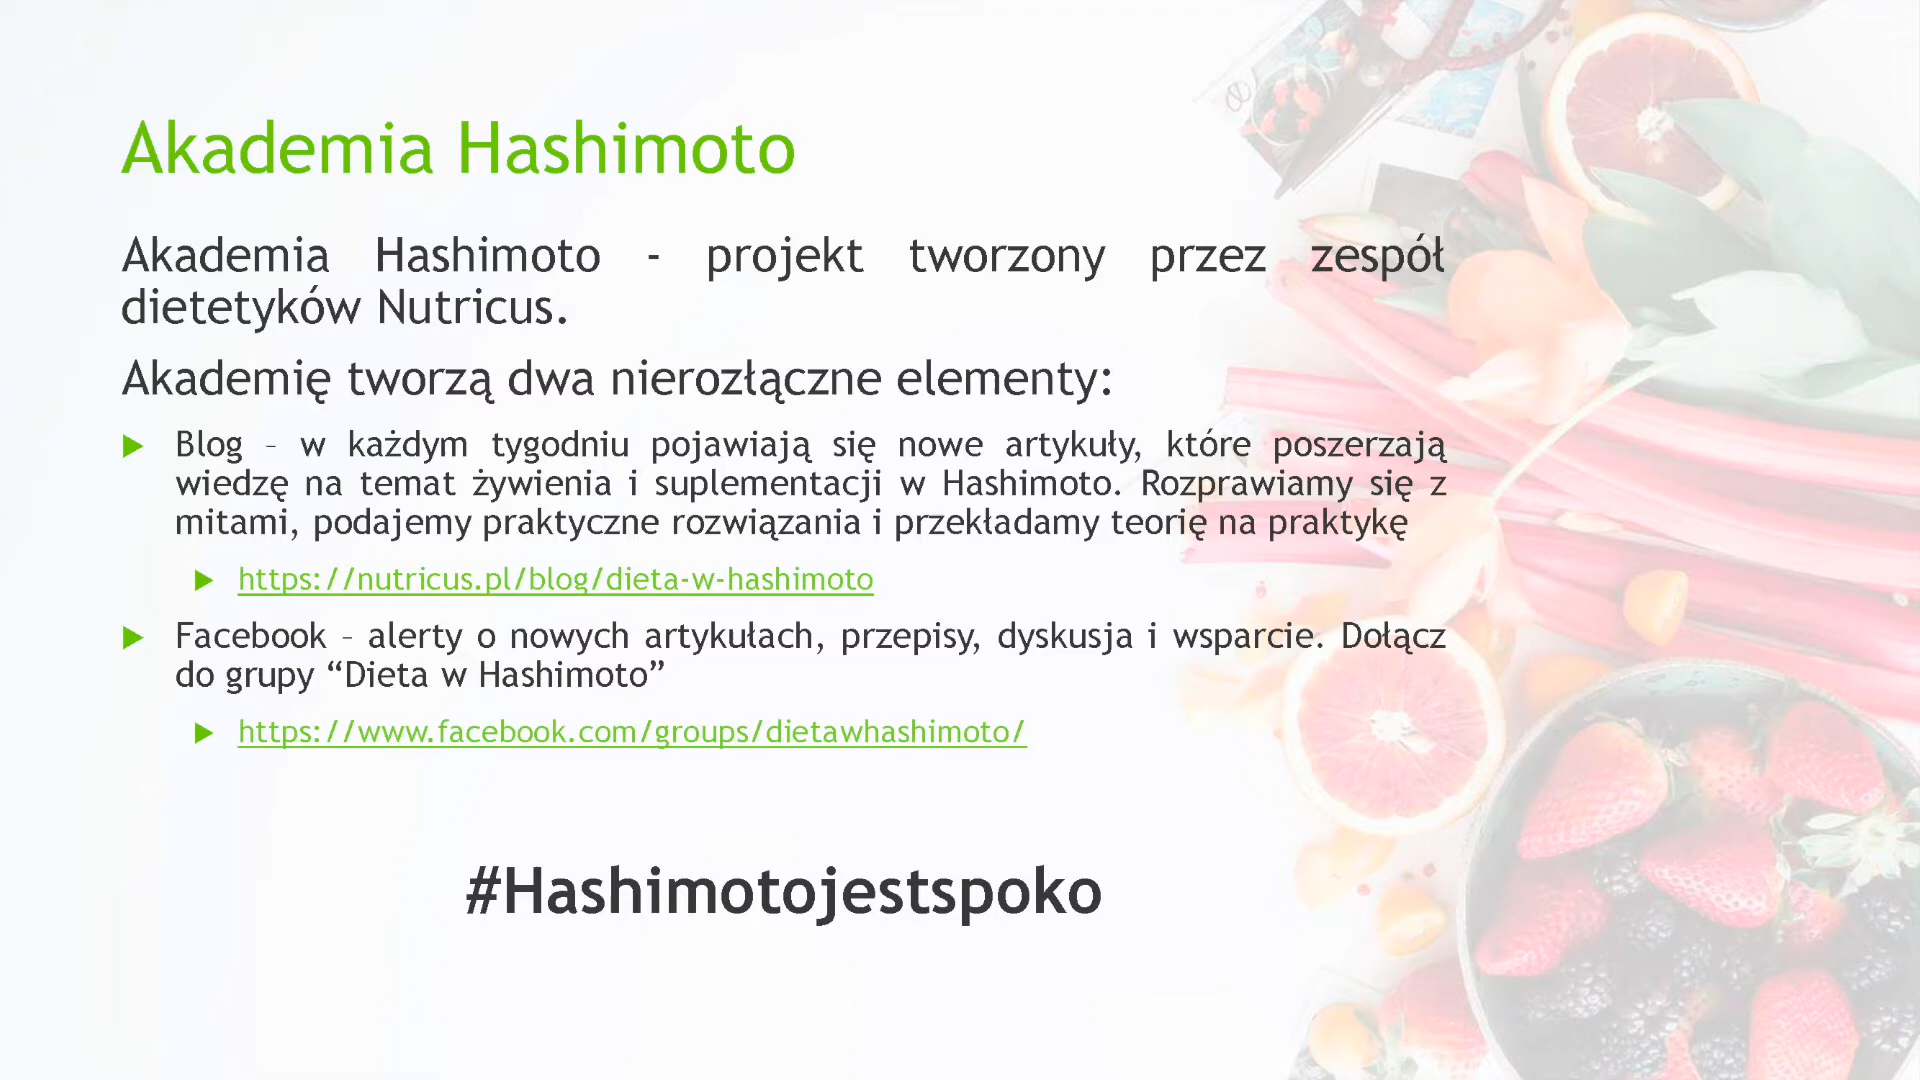 Akademia Hashimoto
Akademia Hashimoto - projekt tworzony przez zespół
dietetyków Nutricus.
Akademię tworzą dwa nierozłączne elementy:
Blog – w każdym tygodniu pojawiają się nowe artykuły, które poszerzają
wiedzę na temat żywienia i suplementacji w Hashimoto. Rozprawiamy się z
mitami, podajemy praktyczne rozwiązania i przekładamy teorię na praktykę
https://nutricus.pl/blog/dieta-w-hashimoto
Facebook – alerty o nowych artykułach, przepisy, dyskusja i wsparcie. Dołącz
do grupy “Dieta w Hashimoto”
https://www.facebook.com/groups/dietawhashimoto/
#Hashimotojestspoko